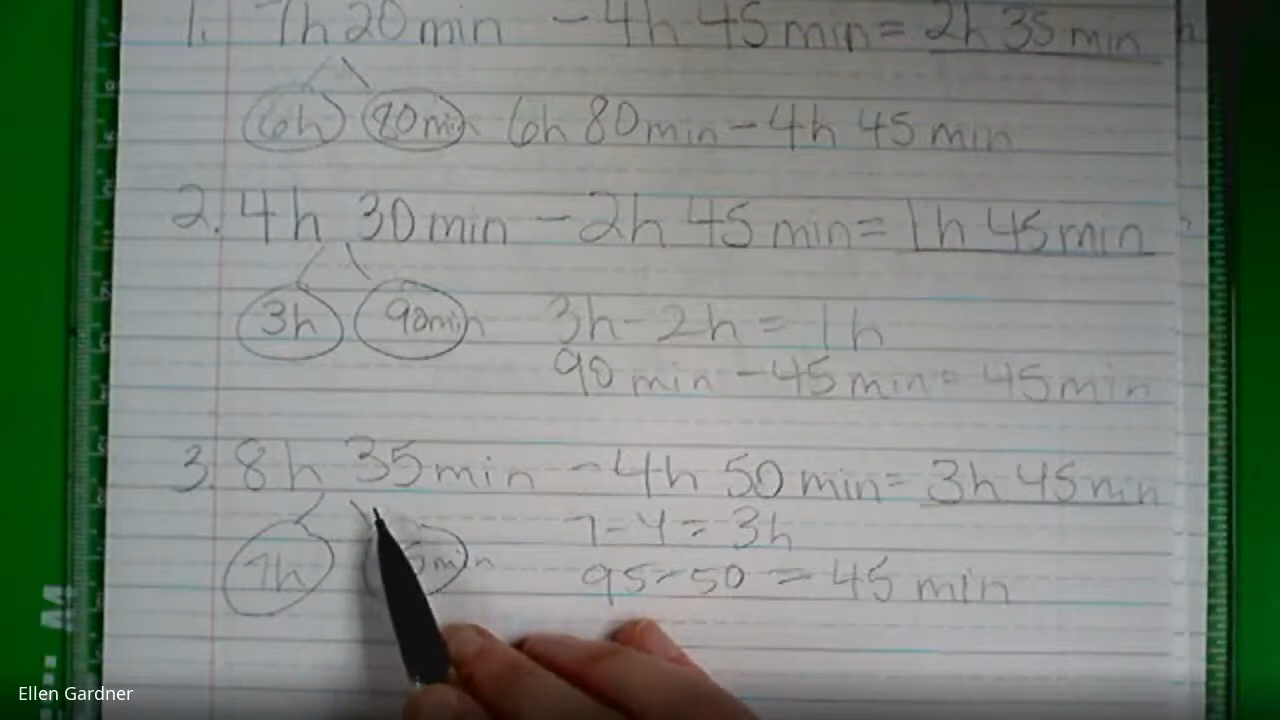 1. 7h 20 min - 4h 45 min = 2h 35 min
6h 80 min 6h 80 min - 4h 45 min
2. 4h 30 min - 2h 45 min = 1h 45 min
3h 90 min 3h - 2h = 1h
90 min - 45 min = 45 min
3. 8h 35 min - 4h 50 min = 3h 45 min
7 - 4 = 3h
7h
95 - 50 = 45 min
M
Ellen Gardner